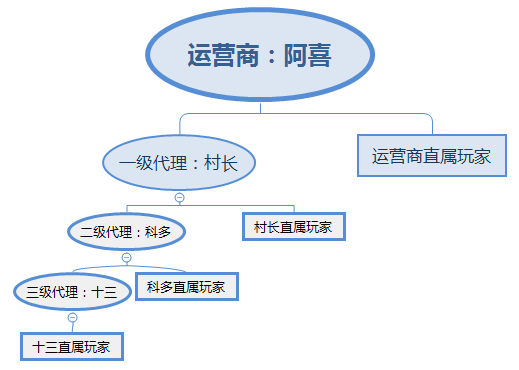 运营商：阿喜
一级代理：村长
运营商直属玩家
二级代理：科多
村长直属玩家
三级代理：十三
科多直属玩家
十三直属玩家